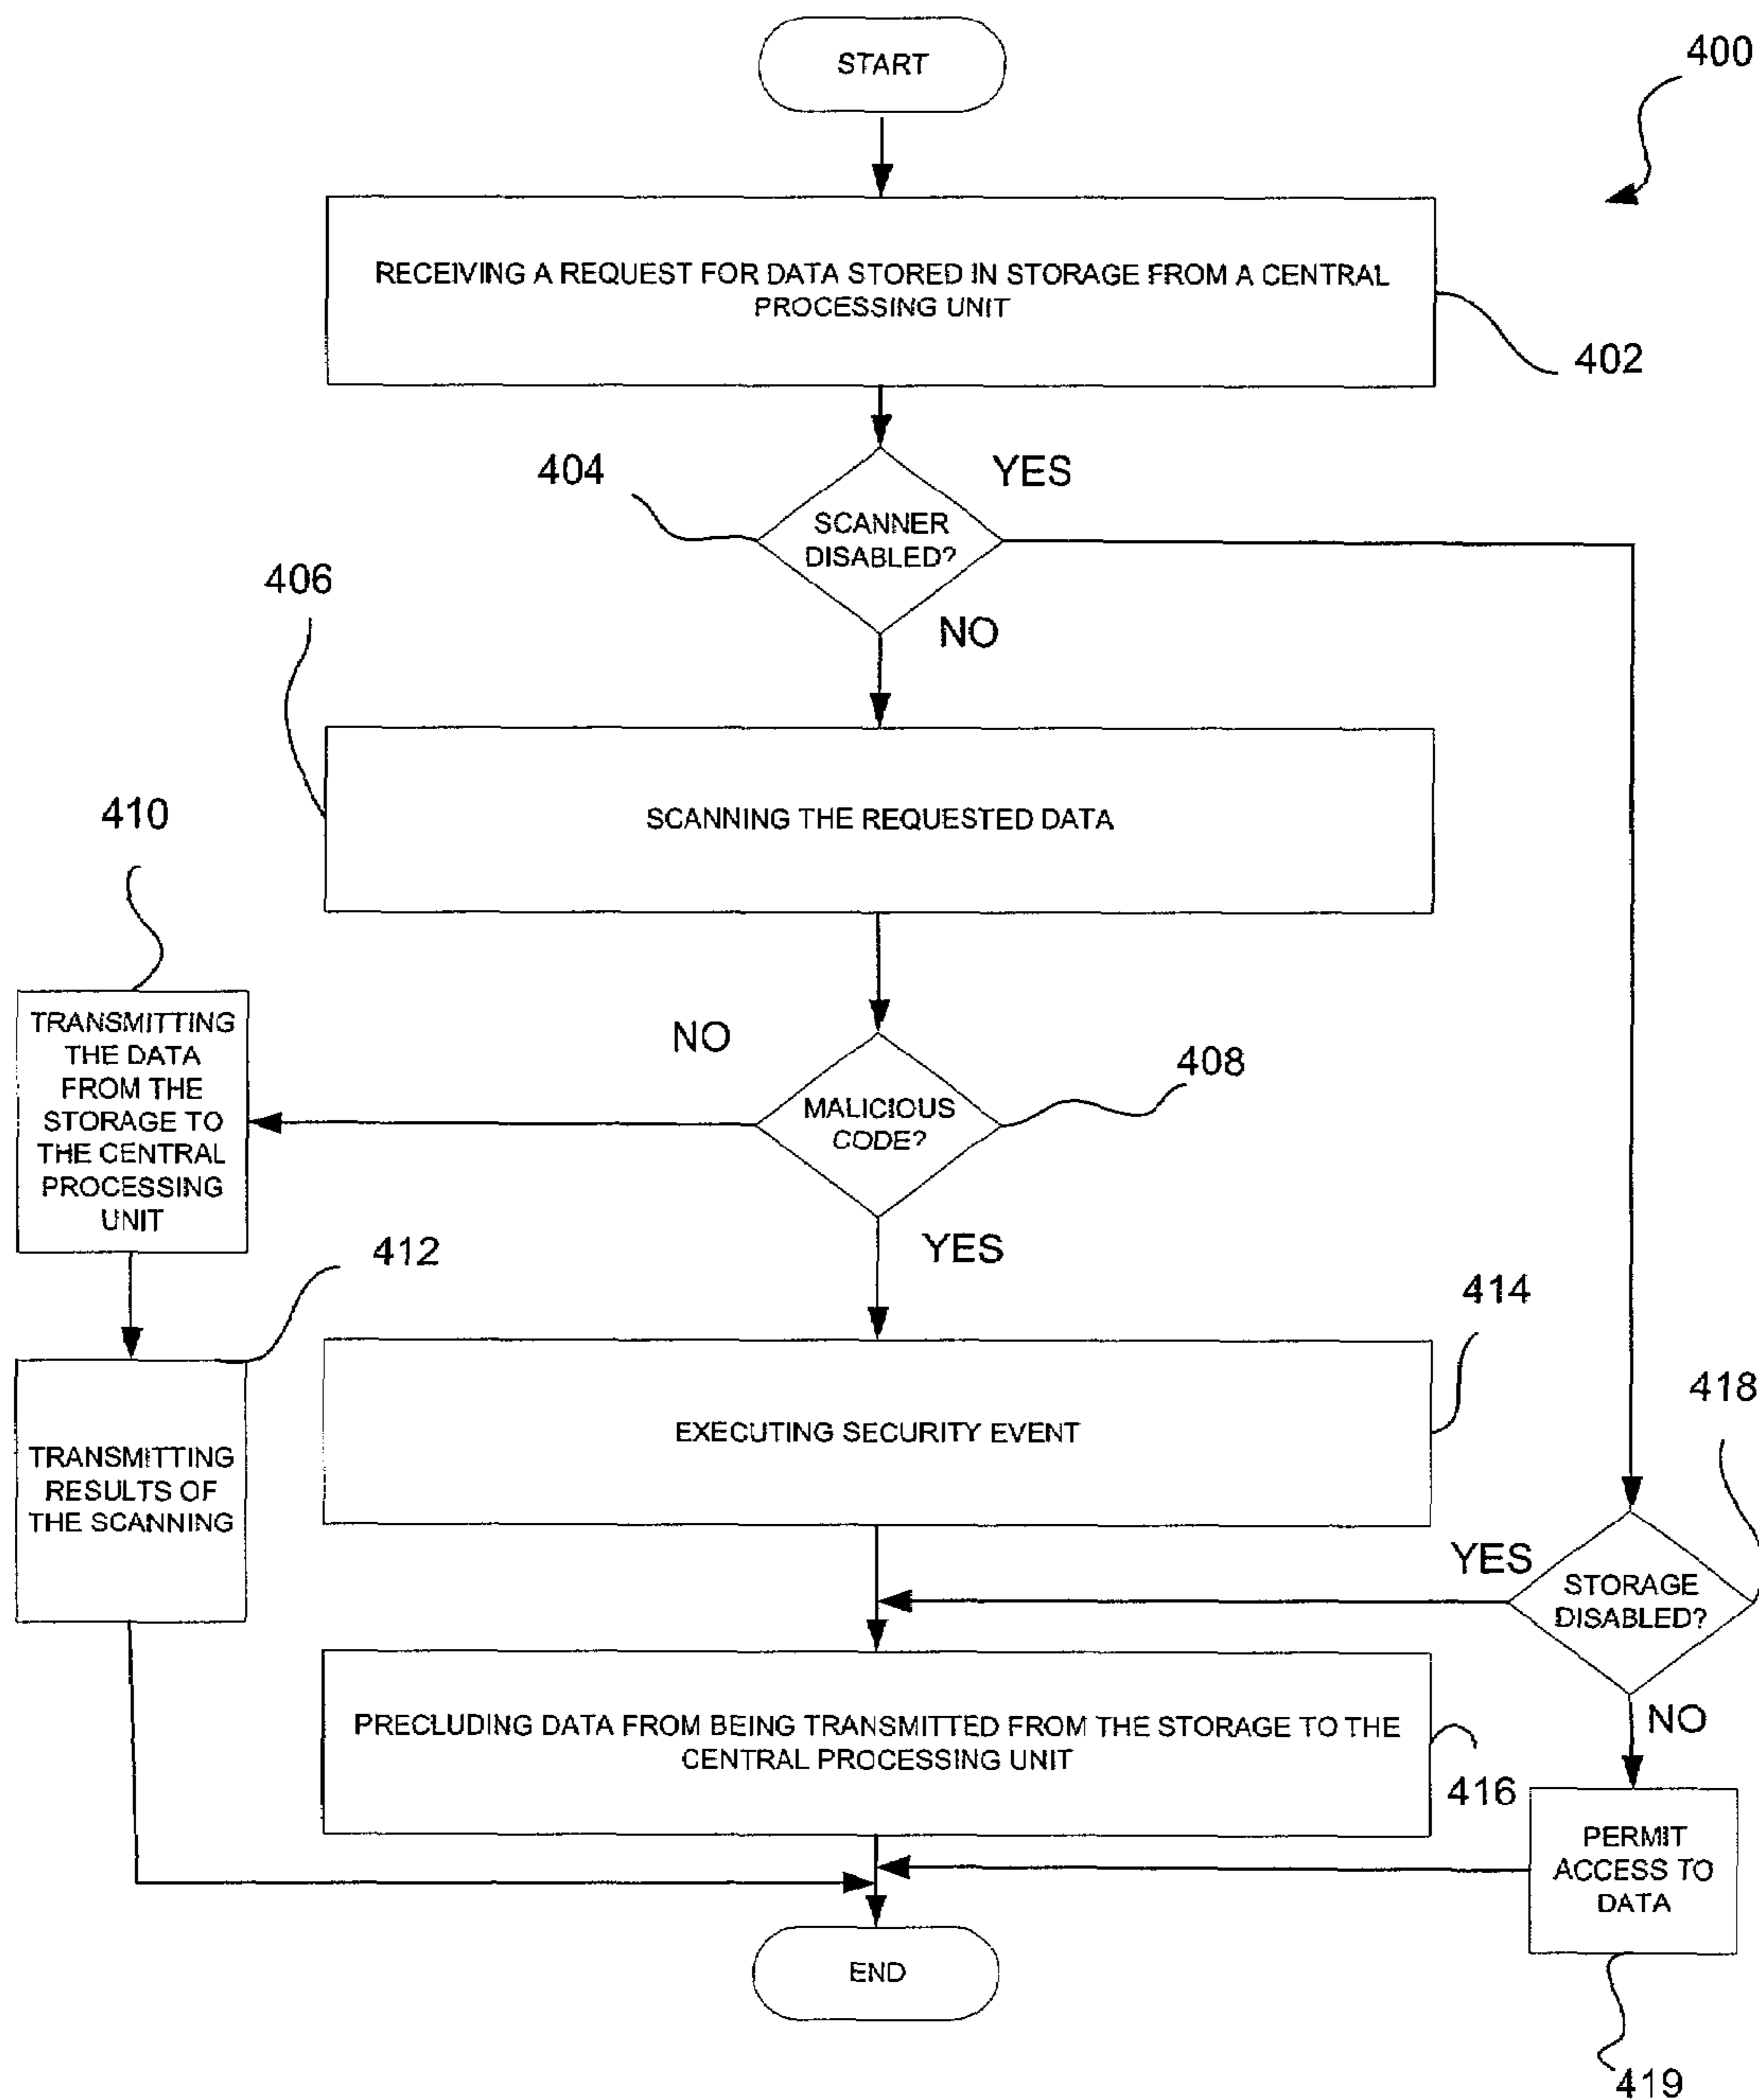 START
400
RECEIVING A REQUEST FOR DATA STORED IN STORAGE FROM A CENTRAL
PROCESSING UNIT
402
404
YES
SCANNER
DISABLED?
NO
406
SCANNING THE REQUESTED DATA
410
TRANSMITTING
THE DATA
FROM THE
STORAGE TO
THE CENTRAL
PROCESSING
UNIT
NO
408
MALICIOUS
CODE?
YES
412
414
TRANSMITTING
RESULTS OF
THE SCANNING
EXECUTING SECURITY EVENT
418
YES
STORAGE
DISABLED?
NO
PRECLUDING DATA FROM BEING TRANSMITTED FROM THE STORAGE TO THE
CENTRAL PROCESSING UNIT
416
PERMIT
ACCESS TO
DATA
END
419